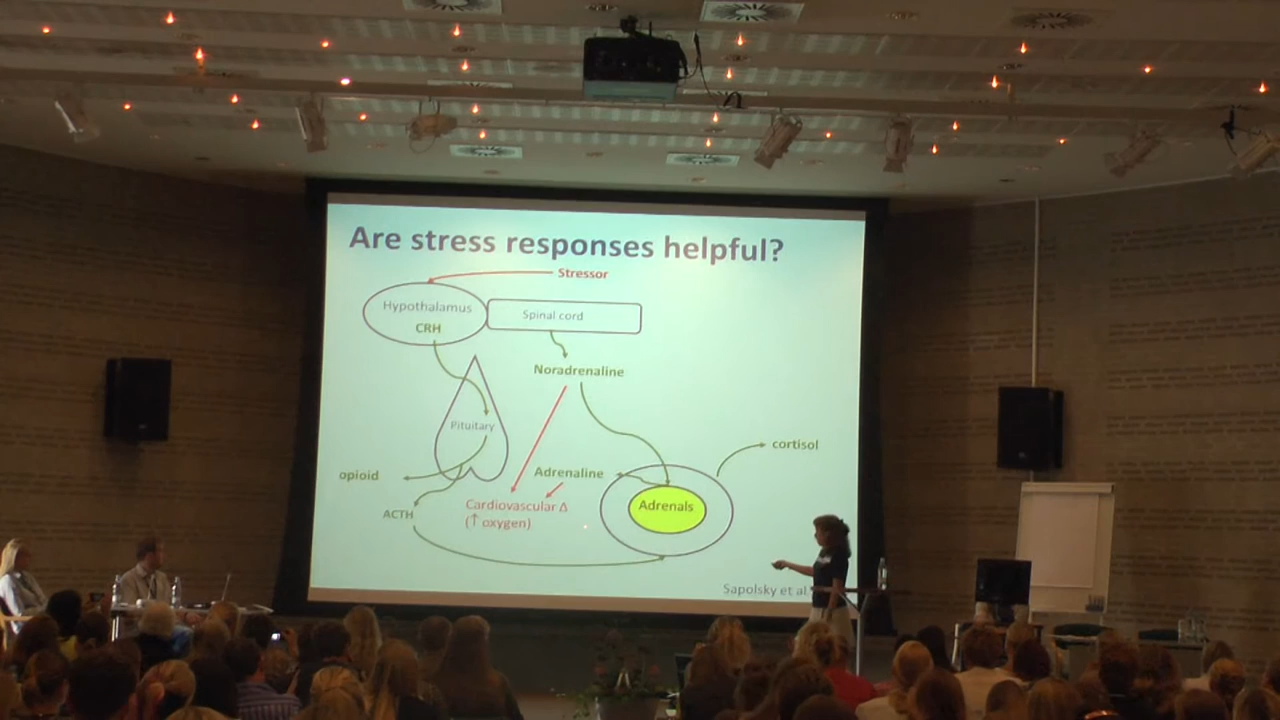 Are stress responses helpful?
Stressor
Hypothalamus
CRH
Spinal cord
Noradrenaline
Pituitary
cortisol
opioid
Adrenaline
ACTH
Cardiovascular Δ
(↑ oxygen)
Adrenals
Sapolsky et al.